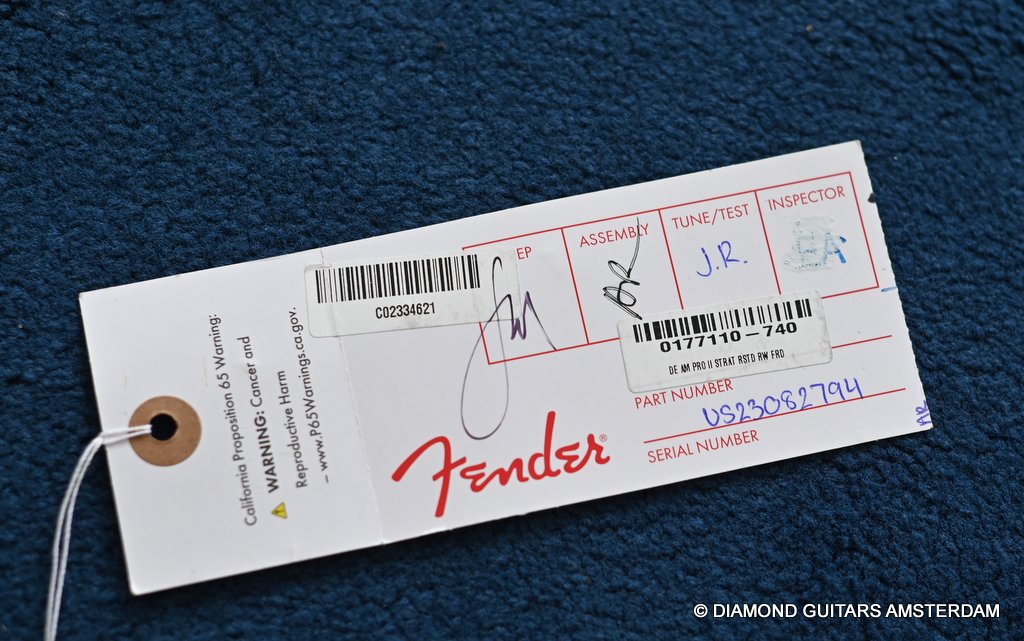 California Proposition 65 Warning:
⚠ WARNING: Cancer and
Reproductive Harm
– www.P65Warnings.ca.gov.
C02334621
EP
ASSEMBLY
TUNE/TEST
INSPECTOR
J.R.
EA
0177110-740
DE AM PRO II STRAT RSTD RW FRD
PART NUMBER
US23082794
SERIAL NUMBER
Fender®
© DIAMOND GUITARS AMSTERDAM